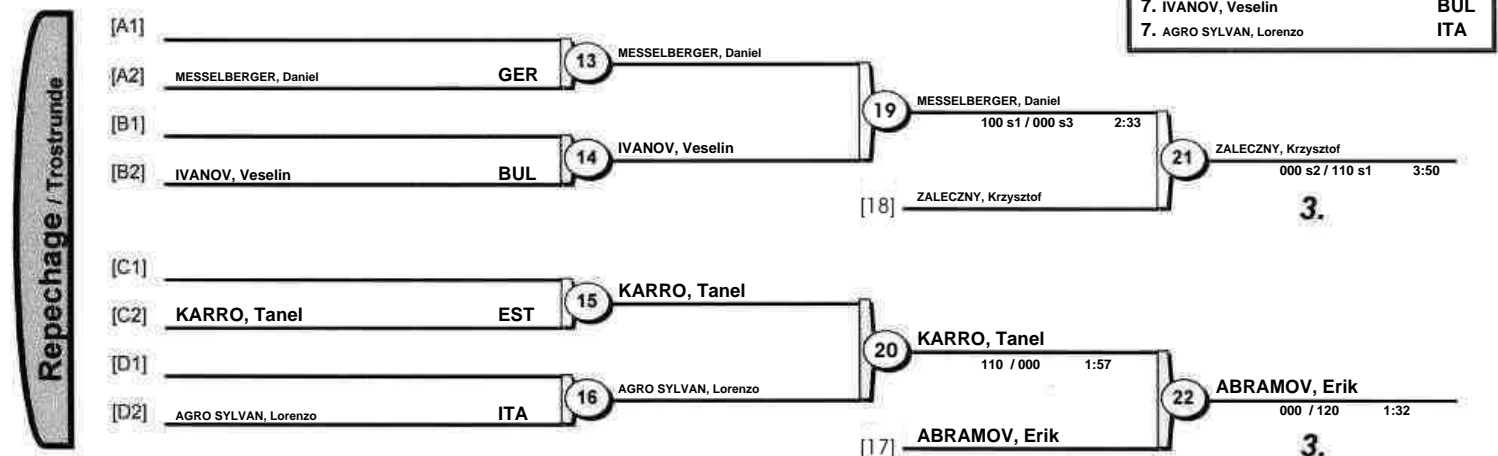 7. IVANOV, Veselin BUL
7. AGRO SYLVAN, Lorenzo ITA
Repechage / Trostrunde
[A1]
[A2] MESSELBERGER, Daniel GER
13 MESSELBERGER, Daniel
[B1]
[B2] IVANOV, Veselin BUL
14 IVANOV, Veselin
19 MESSELBERGER, Daniel
100 s1 / 000 s3 2:33
[18] ZALECZNY, Krzysztof
21 ZALECZNY, Krzysztof
000 s2 / 110 s1 3:50
3.
[C1]
[C2] KARRO, Tanel EST
15 KARRO, Tanel
[D1]
[D2] AGRO SYLVAN, Lorenzo ITA
16 AGRO SYLVAN, Lorenzo
20 KARRO, Tanel
110 / 000 1:57
[17] ABRAMOV, Erik
22 ABRAMOV, Erik
000 / 120 1:32
3.